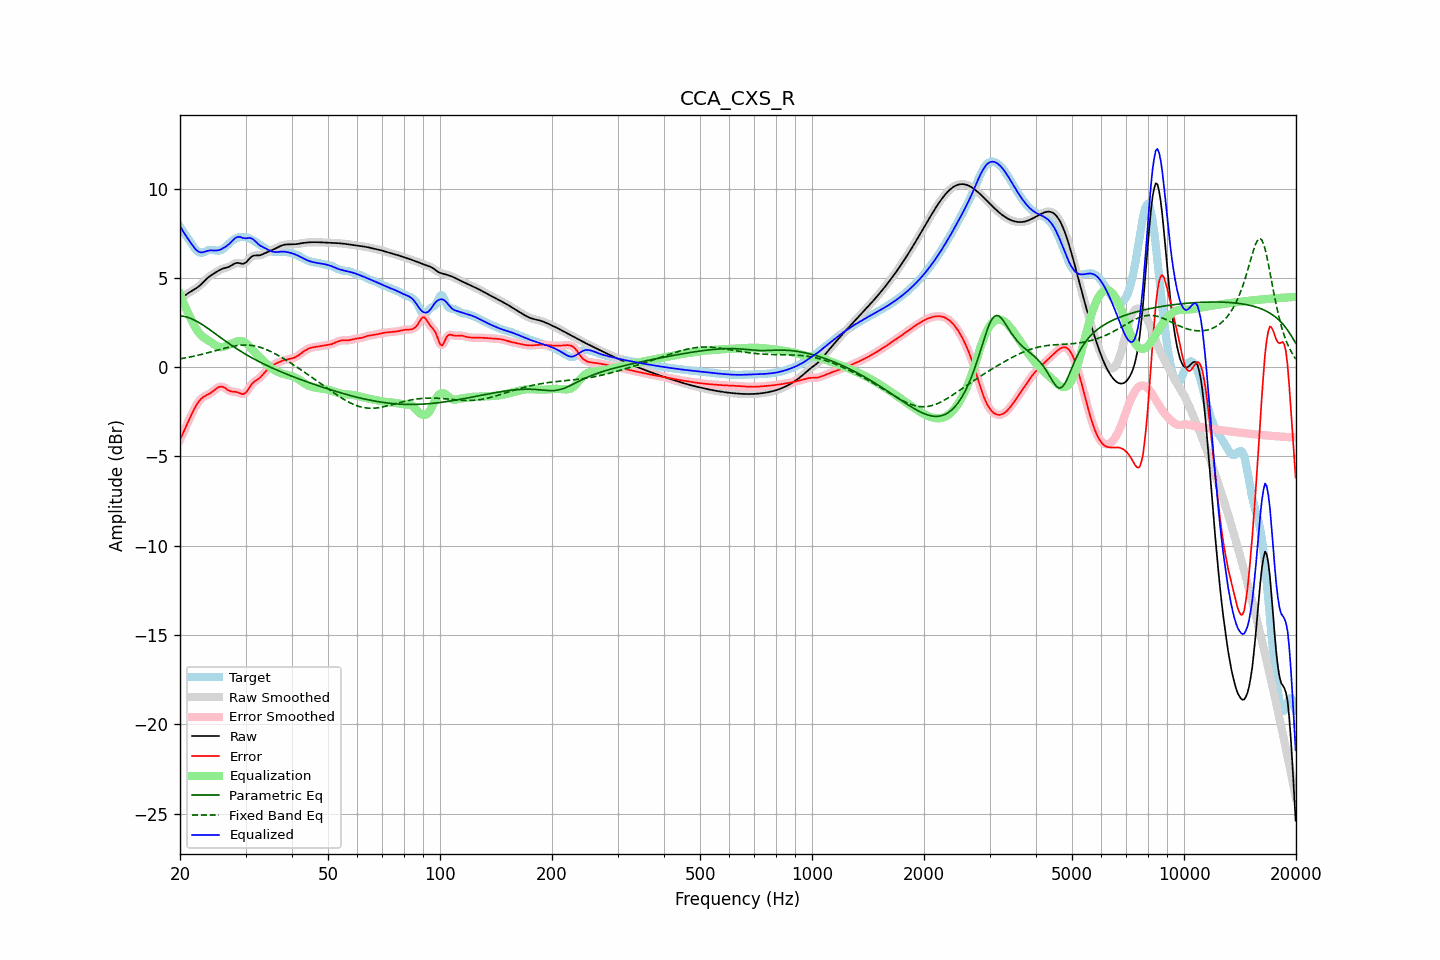 CCA_CXS_R
Amplitude (dBr)
10
5
0
−5
−10
−15
−20
−25
Target
Raw Smoothed
Error Smoothed
Raw
Error
Equalization
Parametric Eq
Fixed Band Eq
Equalized
20 50 100 200 500 1000 2000 5000 10000 20000
Frequency (Hz)